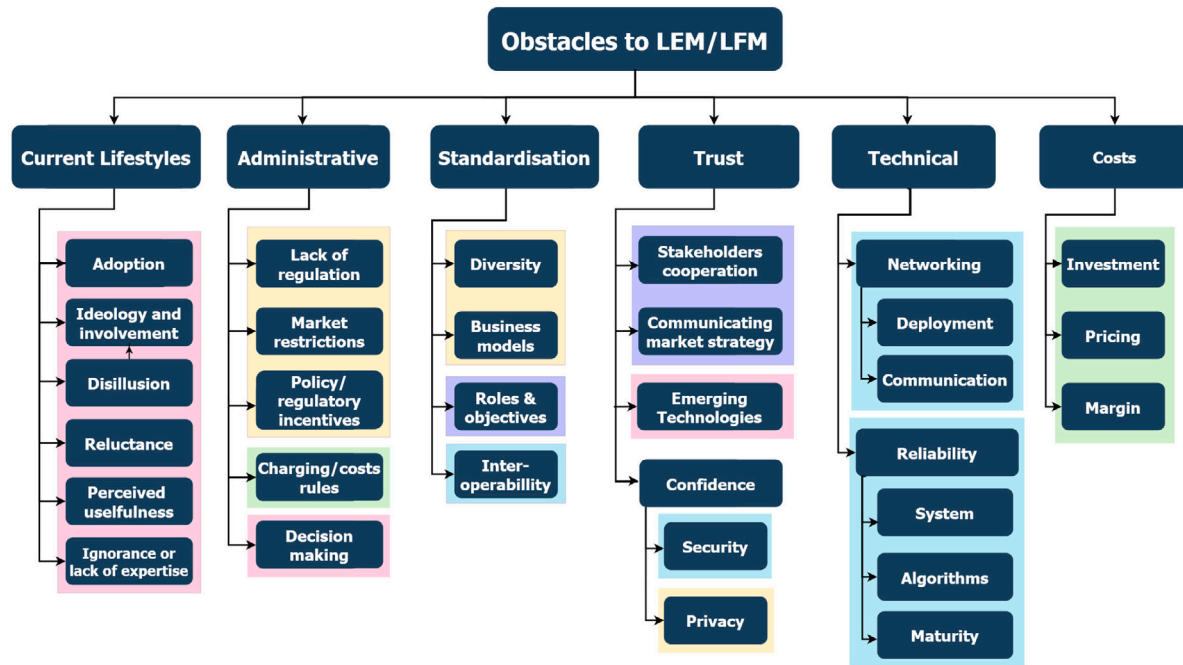 Obstacles to LEM/LFM
Current Lifestyles
Administrative
Standardisation
Trust
Technical
Costs
Adoption
Ideology and
involvement
Disillusion
Reluctance
Perceived
uselfulness
Ignorance or
lack of expertise
Lack of
regulation
Market
restrictions
Policy/
regulatory
incentives
Charging/costs
rules
Decision
making
Diversity
Business
models
Roles &
objectives
Inter-
operabillity
Stakeholders
cooperation
Communicating
market strategy
Emerging
Technologies
Confidence
Security
Privacy
Networking
Deployment
Communication
Reliability
System
Algorithms
Maturity
Investment
Pricing
Margin